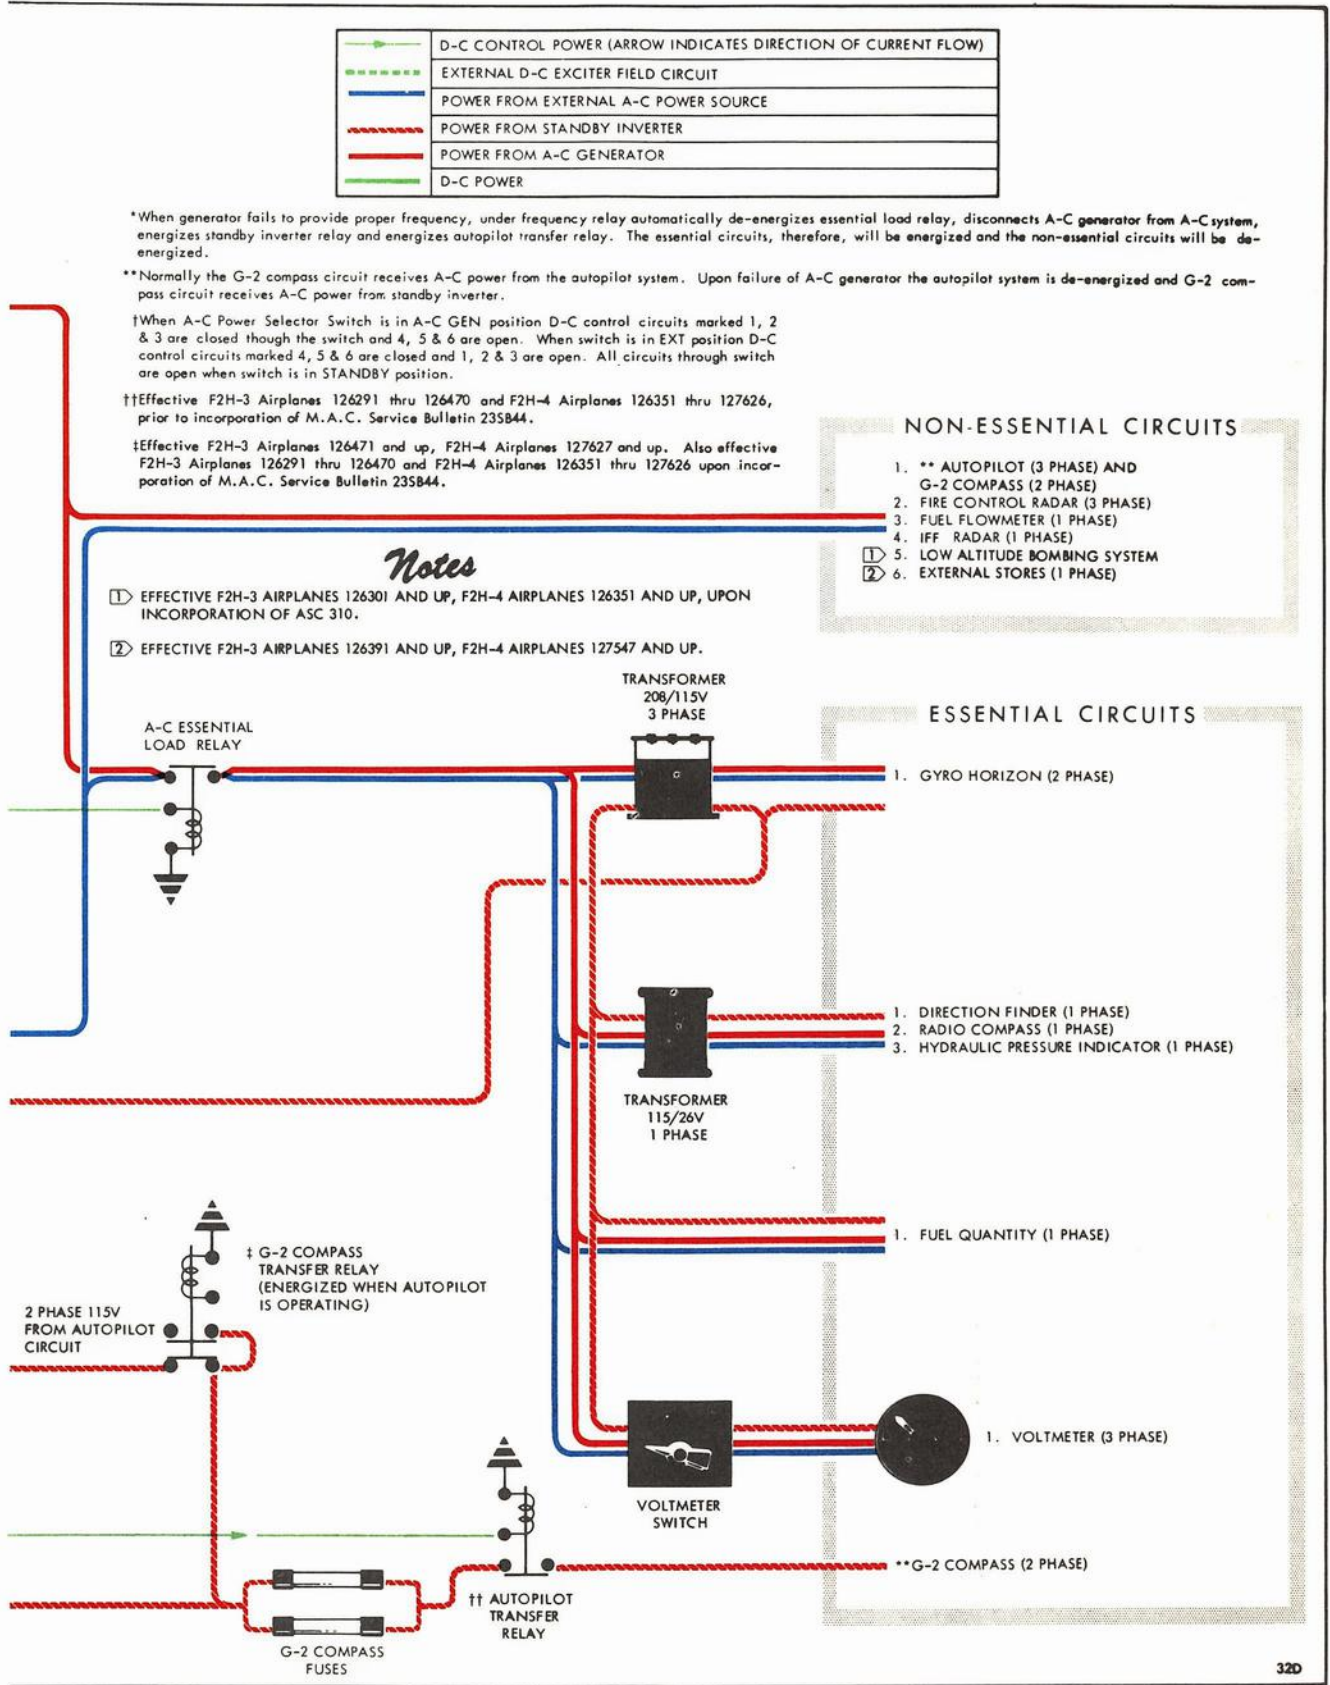 D-C CONTROL POWER (ARROW INDICATES DIRECTION OF CURRENT FLOW)
EXTERNAL D-C EXCITER FIELD CIRCUIT
POWER FROM EXTERNAL A-C POWER SOURCE
POWER FROM STANDBY INVERTER
POWER FROM A-C GENERATOR
D-C POWER
*When generator fails to provide proper frequency, under frequency relay automatically de-energizes essential load relay, disconnects A-C generator from A-C system,
energizes standby inverter relay and energizes autopilot transfer relay. The essential circuits, therefore, will be energized and the non-essential circuits will be de-
energized.
**Normally the G-2 compass circuit receives A-C power from the autopilot system. Upon failure of A-C generator the autopilot system is de-energized and G-2 com-
pass circuit receives A-C power from standby inverter.
†When A-C Power Selector Switch is in A-C GEN position D-C control circuits marked 1, 2
& 3 are closed though the switch and 4, 5 & 6 are open. When switch is in EXT position D-C
control circuits marked 4, 5 & 6 are closed and 1, 2 & 3 are open. All circuits through switch
are open when switch is in STANDBY position.
††Effective F2H-3 Airplanes 126291 thru 126470 and F2H-4 Airplanes 126351 thru 127626,
prior to incorporation of M.A.C. Service Bulletin 23SB44.
‡Effective F2H-3 Airplanes 126471 and up, F2H-4 Airplanes 127627 and up. Also effective
F2H-3 Airplanes 126291 thru 126470 and F2H-4 Airplanes 126351 thru 127626 upon incor-
poration of M.A.C. Service Bulletin 23SB44.
NON-ESSENTIAL CIRCUITS
1. ** AUTOPILOT (3 PHASE) AND
G-2 COMPASS (2 PHASE)
2. FIRE CONTROL RADAR (3 PHASE)
3. FUEL FLOWMETER (1 PHASE)
4. IFF RADAR (1 PHASE)
1 5. LOW ALTITUDE BOMBING SYSTEM
2 6. EXTERNAL STORES (1 PHASE)
Notes
1 EFFECTIVE F2H-3 AIRPLANES 126301 AND UP, F2H-4 AIRPLANES 126351 AND UP, UPON
INCORPORATION OF ASC 310.
2 EFFECTIVE F2H-3 AIRPLANES 126391 AND UP, F2H-4 AIRPLANES 127547 AND UP.
TRANSFORMER
208/115V
3 PHASE
A-C ESSENTIAL
LOAD RELAY
ESSENTIAL CIRCUITS
1. GYRO HORIZON (2 PHASE)
1. DIRECTION FINDER (1 PHASE)
2. RADIO COMPASS (1 PHASE)
3. HYDRAULIC PRESSURE INDICATOR (1 PHASE)
TRANSFORMER
115/26V
1 PHASE
1. FUEL QUANTITY (1 PHASE)
‡ G-2 COMPASS
TRANSFER RELAY
(ENERGIZED WHEN AUTOPILOT
IS OPERATING)
2 PHASE 115V
FROM AUTOPILOT
CIRCUIT
1. VOLTMETER (3 PHASE)
VOLTMETER
SWITCH
**G-2 COMPASS (2 PHASE)
†† AUTOPILOT
TRANSFER
RELAY
G-2 COMPASS
FUSES
32D